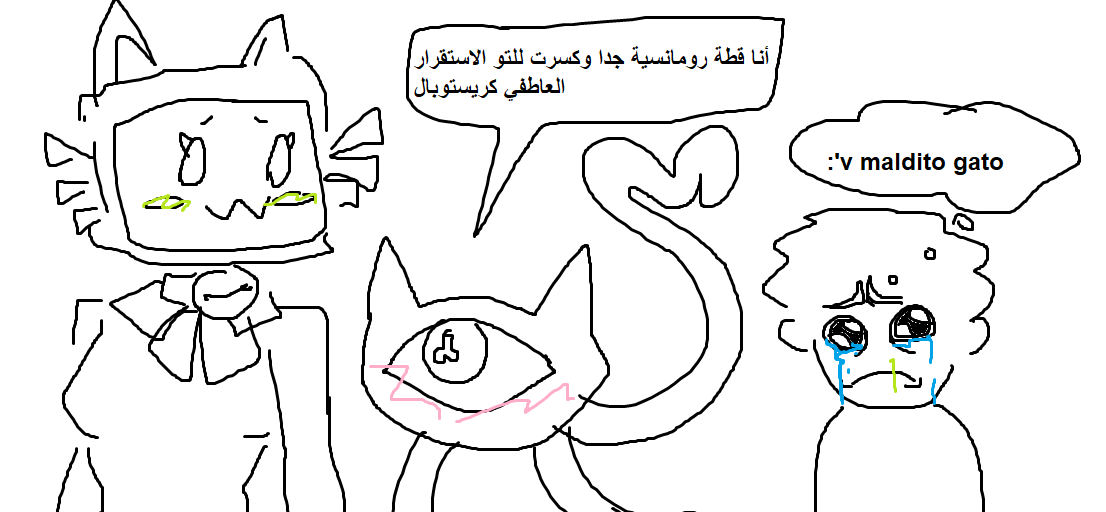 أنا قطة رومانسية جدا وكسرت للتو الاستقرار
العاطفي كريستوبال
:'v maldito gato